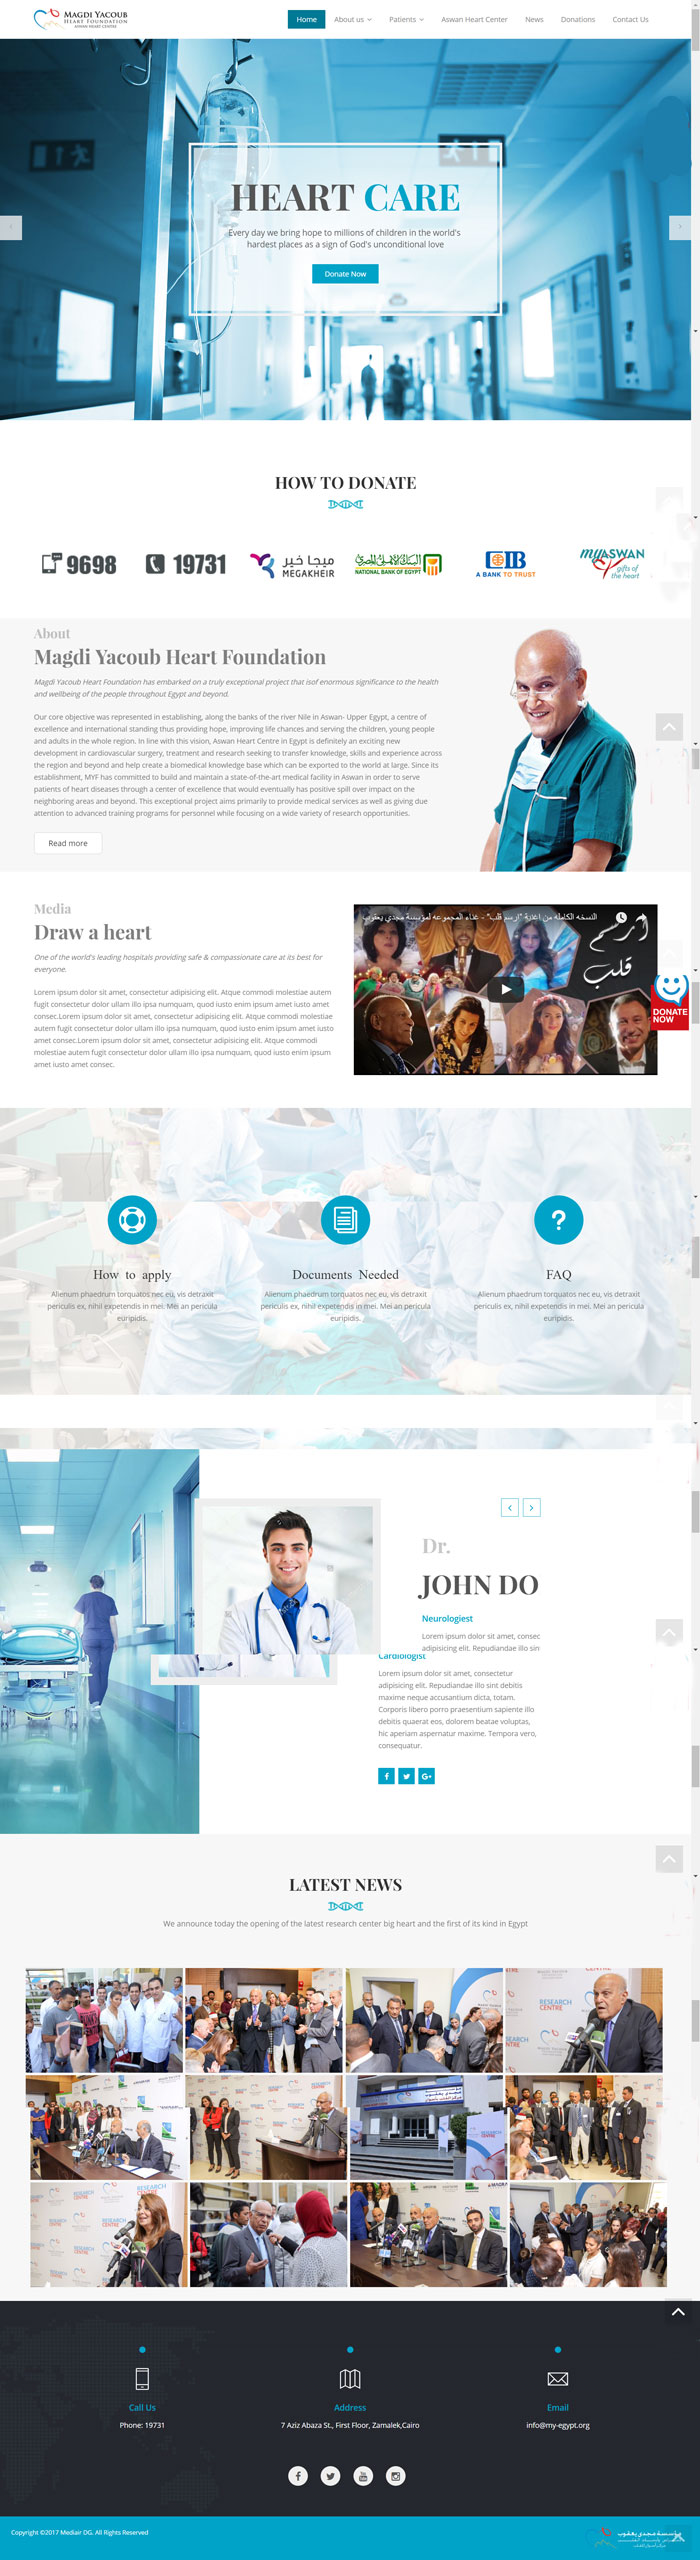 MAGDI YACOUB
HEART FOUNDATION
ASWAN HEART CENTRE
Home About us Patients Aswan Heart Center News Donations Contact Us
HEART CARE
Every day we bring hope to millions of children in the world's
hardest places as a sign of God's unconditional love
Donate Now
HOW TO DONATE
9698
19731
ميجا خير
MEGAKHEIR
البنك الأهلي المصري
NATIONAL BANK OF EGYPT
CIB
A BANK TO TRUST
myASWAN
gifts of
the heart
About
Magdi Yacoub Heart Foundation
Magdi Yacoub Heart Foundation has embarked on a truly exceptional project that isof enormous significance to the health
and wellbeing of the people throughout Egypt and beyond.
Our core objective was represented in establishing, along the banks of the river Nile in Aswan- Upper Egypt, a centre of
excellence and international standing thus providing hope, improving life chances and serving the children, young people
and adults in the whole region. In line with this vision, Aswan Heart Centre in Egypt is definitely an exciting new
development in cardiovascular surgery, treatment and research seeking to transfer knowledge, skills and experience across
the region and beyond and help create a biomedical knowledge base which can be exported to the world at large. Since its
establishment, MYF has committed to build and maintain a state-of-the-art medical facility in Aswan in order to serve
patients of heart diseases through a center of excellence that would eventually has positive spill over impact on the
neighboring areas and beyond. This exceptional project aims primarily to provide medical services as well as giving due
attention to advanced training programs for personnel while focusing on a wide variety of research opportunities.
Read more
Media
Draw a heart
One of the world's leading hospitals providing safe & compassionate care at its best for
everyone.
Lorem ipsum dolor sit amet, consectetur adipisicing elit. Atque commodi molestiae autem
fugit consectetur dolor ullam illo ipsa numquam, quod iusto enim ipsum amet iusto amet
consec.Lorem ipsum dolor sit amet, consectetur adipisicing elit. Atque commodi molestiae
autem fugit consectetur dolor ullam illo ipsa numquam, quod iusto enim ipsum amet iusto
amet consec.Lorem ipsum dolor sit amet, consectetur adipisicing elit. Atque commodi
molestiae autem fugit consectetur dolor ullam illo ipsa numquam, quod iusto enim ipsum
amet iusto amet consec.
النسخه الكامله من اغنية "ارسم قلب" - غناء المجموعه لمؤسسة مجدي يعقوب
ارسم
قلب
DONATE
NOW
How to apply
Alienum phaedrum torquatos nec eu, vis detraxit
periculis ex, nihil expetendis in mei. Mei an pericula
euripidis.
Documents Needed
Alienum phaedrum torquatos nec eu, vis detraxit
periculis ex, nihil expetendis in mei. Mei an pericula
euripidis.
FAQ
Alienum phaedrum torquatos nec eu, vis detraxit
periculis ex, nihil expetendis in mei. Mei an pericula
euripidis.
Dr.
JOHN DO
Neurologiest
Lorem ipsum dolor sit amet, consec
adipisicing elit. Repudiandae illo sin
Cardiologist
Lorem ipsum dolor sit amet, consectetur
adipisicing elit. Repudiandae illo sint debitis
maxime neque accusantium dicta, totam.
Corporis libero porro praesentium sapiente illo
debitis quaerat eos, dolorem beatae voluptas,
hic aperiam aspernatur maxime. Tempora vero,
consequatur.
LATEST NEWS
We announce today the opening of the latest research center big heart and the first of its kind in Egypt
RESEARCH
CENTRE
RESEARCH
CENTRE
Call Us
Phone: 19731
Address
7 Aziz Abaza St., First Floor, Zamalek,Cairo
Email
info@my-egypt.org
Copyright ©2017 Mediair DG. All Rights Reserved
مؤسسة مجدي يعقوب